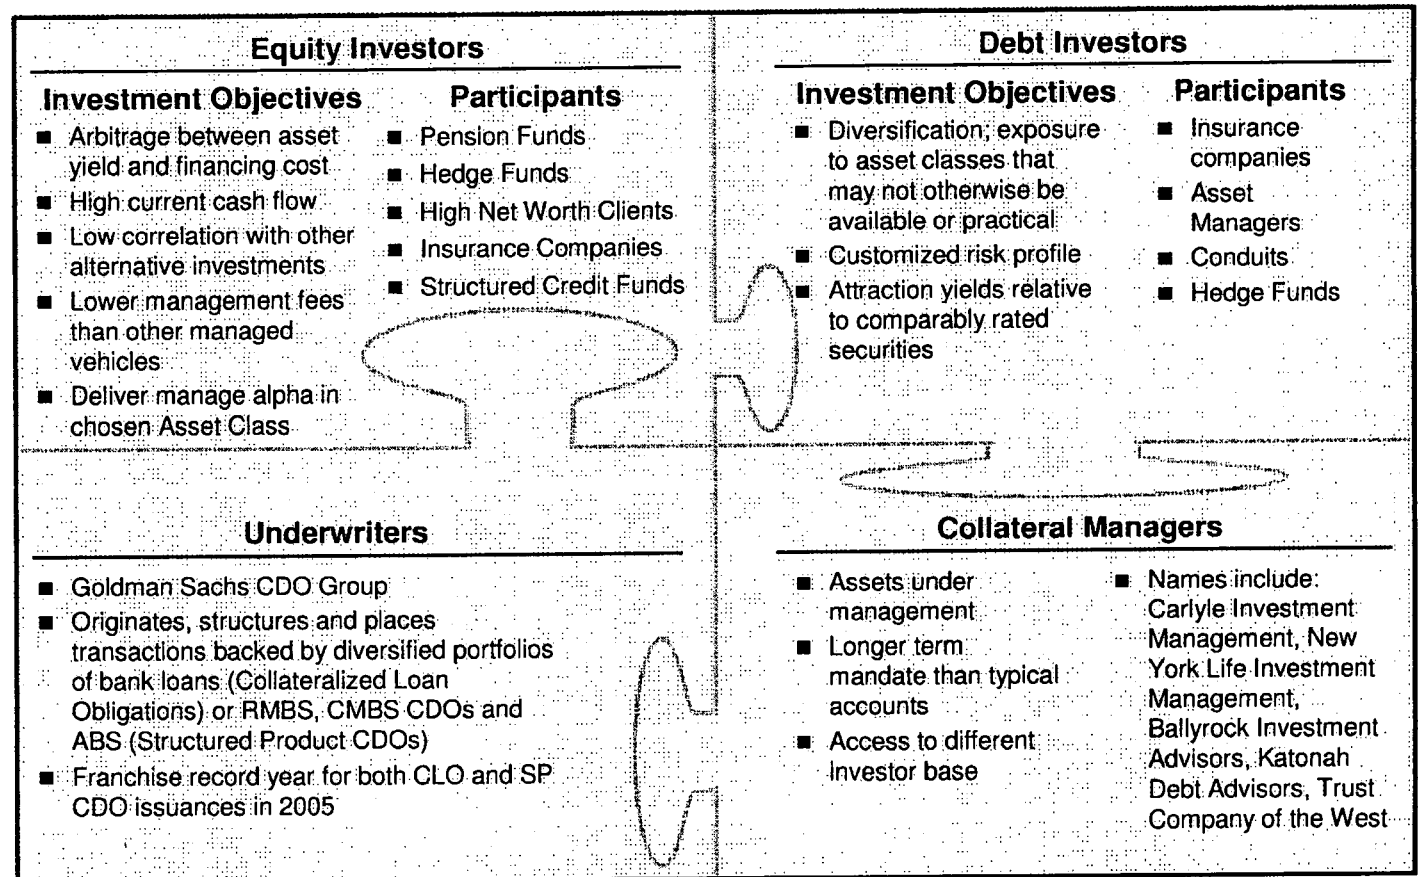 Equity Investors
Investment Objectives
■ Arbitrage between asset
yield and financing cost
■ High current cash flow
■ Low correlation with other
alternative investments
■ Lower management fees
than other managed
vehicles
■ Deliver manage alpha in
chosen Asset Class
Participants
■ Pension Funds
■ Hedge Funds
■ High Net Worth Clients
■ Insurance Companies
■ Structured Credit Funds
Debt Investors
Investment Objectives
■ Diversification; exposure
to asset classes that
may not otherwise be
available or practical
■ Customized risk profile
■ Attraction yields relative
to comparably rated
securities
Participants
■ Insurance
companies
■ Asset
Managers
■ Conduits
■ Hedge Funds
Underwriters
■ Goldman Sachs CDO Group
■ Originates, structures and places
transactions backed by diversified portfolios
of bank loans (Collateralized Loan
Obligations) or RMBS, CMBS CDOs and
ABS (Structured Product CDOs)
■ Franchise record year for both CLO and SP
CDO issuances in 2005
Collateral Managers
■ Assets under
management
■ Longer term
mandate than typical
accounts
■ Access to different
Investor base
■ Names include:
Carlyle Investment
Management, New
York Life Investment
Management,
Ballyrock Investment
Advisors, Katonah
Debt Advisors, Trust
Company of the West